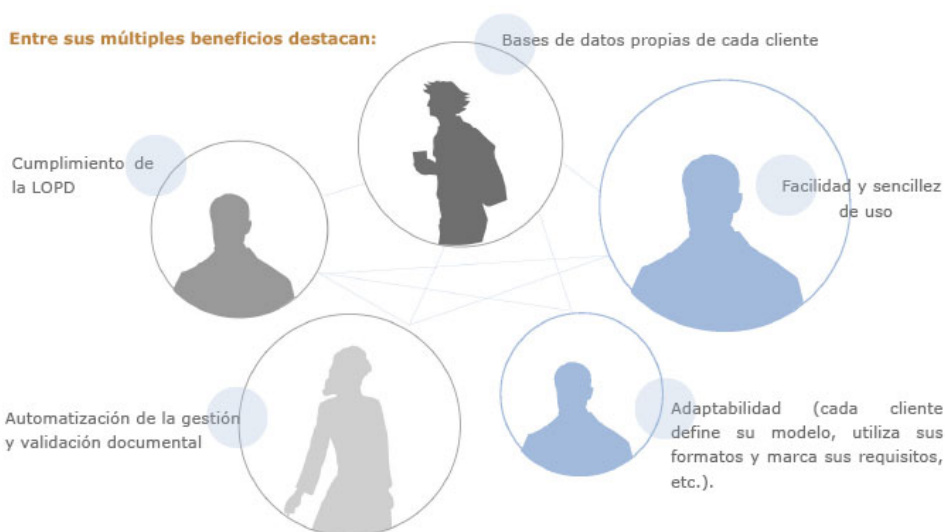 Entre sus múltiples beneficios destacan:
Bases de datos propias de cada cliente
Cumplimiento de
la LOPD
Facilidad y sencillez
de uso
Automatización de la gestión
y validación documental
Adaptabilidad (cada cliente
define su modelo, utiliza sus
formatos y marca sus requisitos,
etc.).